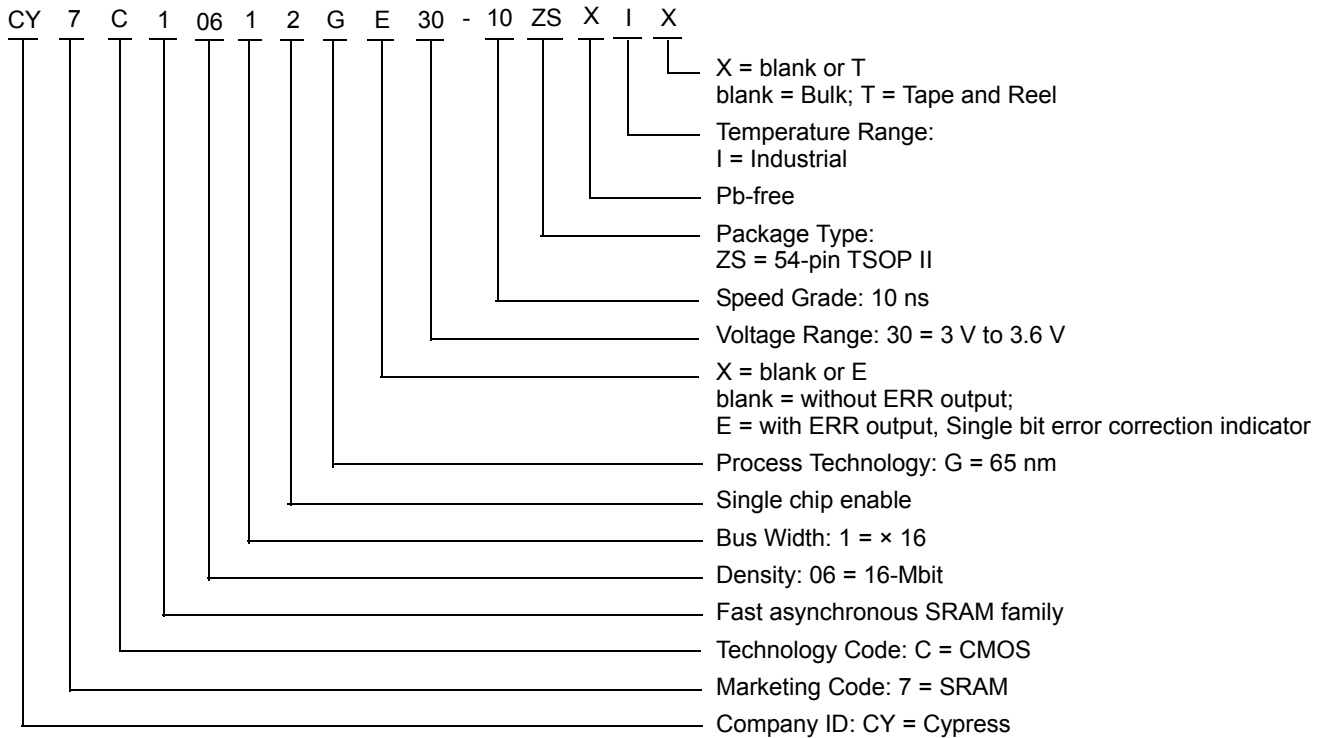 CY 7 C 1 06 1 2 G E 30 - 10 ZS X I X
X = blank or T
blank = Bulk; T = Tape and Reel
Temperature Range:
I = Industrial
Pb-free
Package Type:
ZS = 54-pin TSOP II
Speed Grade: 10 ns
Voltage Range: 30 = 3 V to 3.6 V
X = blank or E
blank = without ERR output;
E = with ERR output, Single bit error correction indicator
Process Technology: G = 65 nm
Single chip enable
Bus Width: 1 = × 16
Density: 06 = 16-Mbit
Fast asynchronous SRAM family
Technology Code: C = CMOS
Marketing Code: 7 = SRAM
Company ID: CY = Cypress